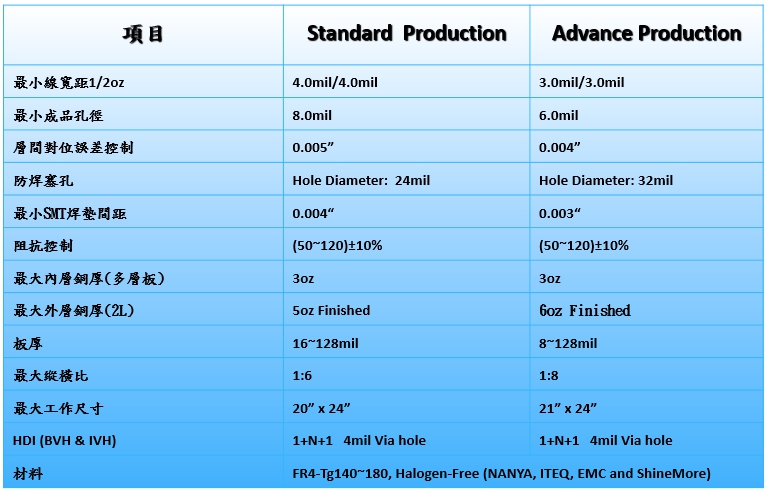 項目 Standard Production Advance Production
最小線寬距1/2oz 4.0mil/4.0mil 3.0mil/3.0mil
最小成品孔徑 8.0mil 6.0mil
層間對位誤差控制 0.005” 0.004”
防焊塞孔 Hole Diameter: 24mil Hole Diameter: 32mil
最小SMT焊墊間距 0.004“ 0.003“
阻抗控制 (50~120)±10% (50~120)±10%
最大內層銅厚(多層板) 3oz 3oz
最大外層銅厚(2L) 5oz Finished 6oz Finished
板厚 16~128mil 8~128mil
最大縱橫比 1:6 1:8
最大工作尺寸 20” x 24” 21” x 24”
HDI (BVH & IVH) 1+N+1 4mil Via hole 1+N+1 4mil Via hole
材料 FR4-Tg140~180, Halogen-Free (NANYA, ITEQ, EMC and ShineMore)